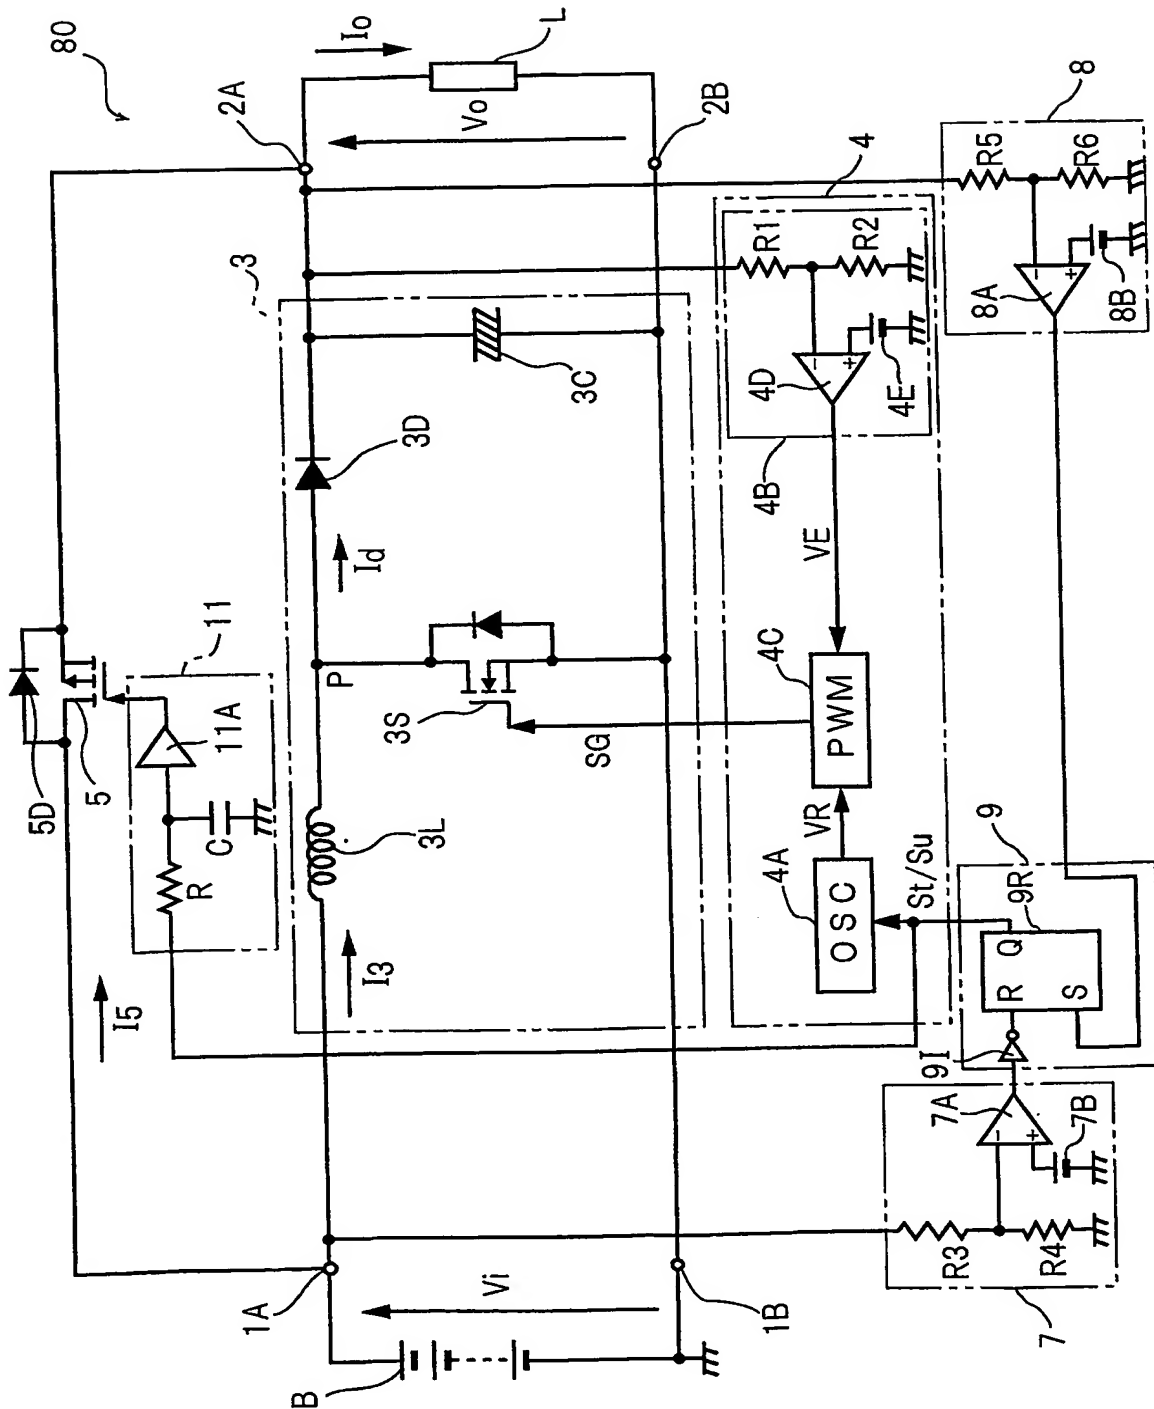 80
5D
5
11
11A
R
C
I5
2A
Io
L
Vo
2B
3
3D
3C
Id
P
3S
SG
3L
I3
1A
Vi
B
1B
4
R1
R2
4D
4E
4B
VE
4C
PWM
VR
4A
OSC
St/Su
8
R5
R6
8A
8B
9
9R
Q
R
S
9I
7A
7B
R3
R4
7
-
+
-
+
-
+